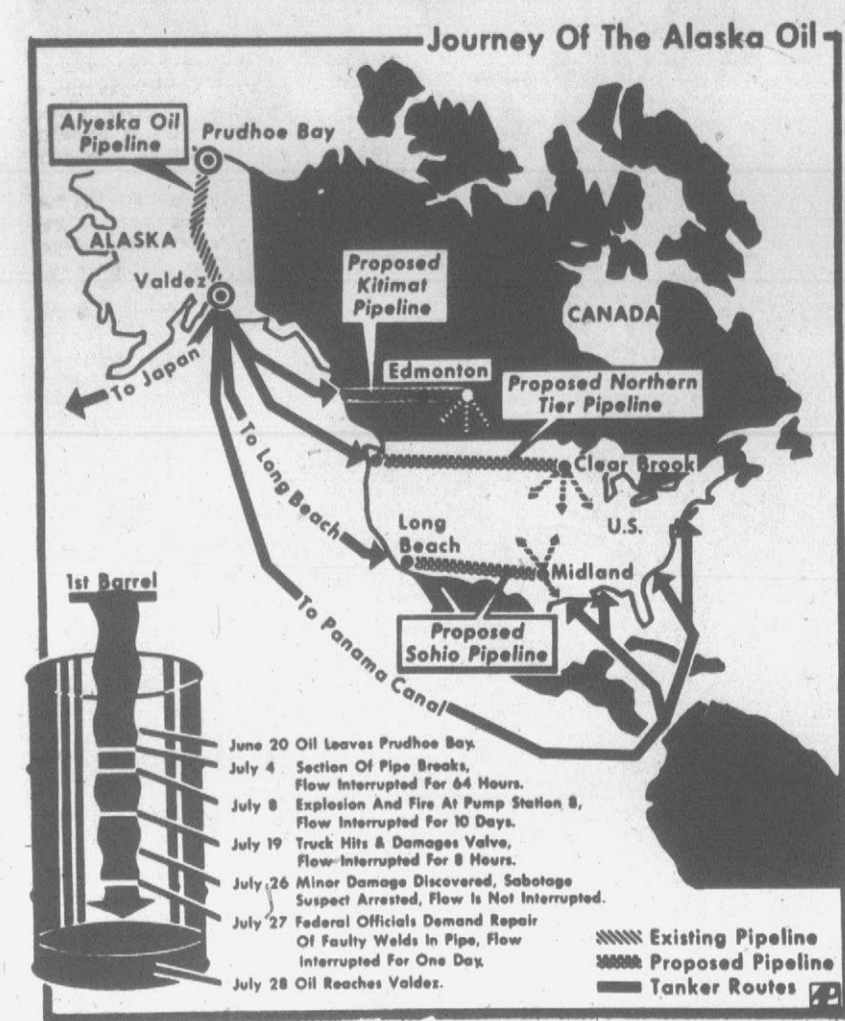 Journey Of The Alaska Oil
Alyeska Oil
Pipeline
Prudhoe Bay
ALASKA
Valdez
To Japan
Proposed
Kitimat
Pipeline
CANADA
Edmonton
Proposed Northern
Tier Pipeline
Clear Brook
U.S.
To Long Beach
Long
Beach
Midland
Proposed
Sohio Pipeline
To Panama Canal
1st Barrel
June 20 Oil Leaves Prudhoe Bay.
July 4 Section Of Pipe Breaks,
Flow Interrupted For 64 Hours.
July 8 Explosion And Fire At Pump Station 8,
Flow Interrupted For 10 Days.
July 19 Truck Hits & Damages Valve,
Flow Interrupted For 8 Hours.
July 26 Minor Damage Discovered, Sabotage
Suspect Arrested, Flow Is Not Interrupted.
July 27 Federal Officials Demand Repair
Of Faulty Welds In Pipe, Flow
Interrupted For One Day.
July 28 Oil Reaches Valdez.
Existing Pipeline
Proposed Pipeline
Tanker Routes
AP